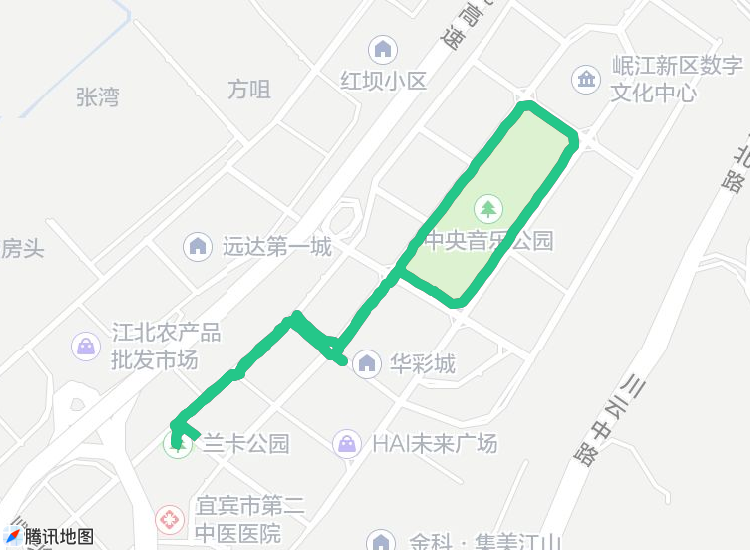 高速
岷江新区数字
文化中心
红坝小区
方咀
张湾
北路
中央音乐公园
房头
远达第一城
江北农产品
批发市场
华彩城
川云中路
兰卡公园
HAI未来广场
宜宾市第二
中医医院
金科·集美江山
腾讯地图